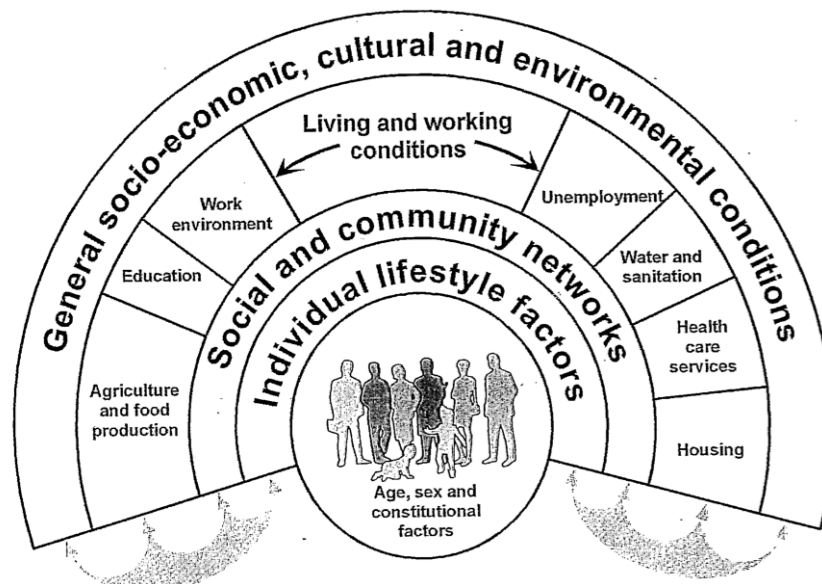 General socio-economic, cultural and environmental conditions
Living and working
conditions
Work
environment
Unemployment
Education
Water and
sanitation
Social and community networks
Individual lifestyle factors
Health
care
services
Agriculture
and food
production
Housing
Age, sex and
constitutional
factors